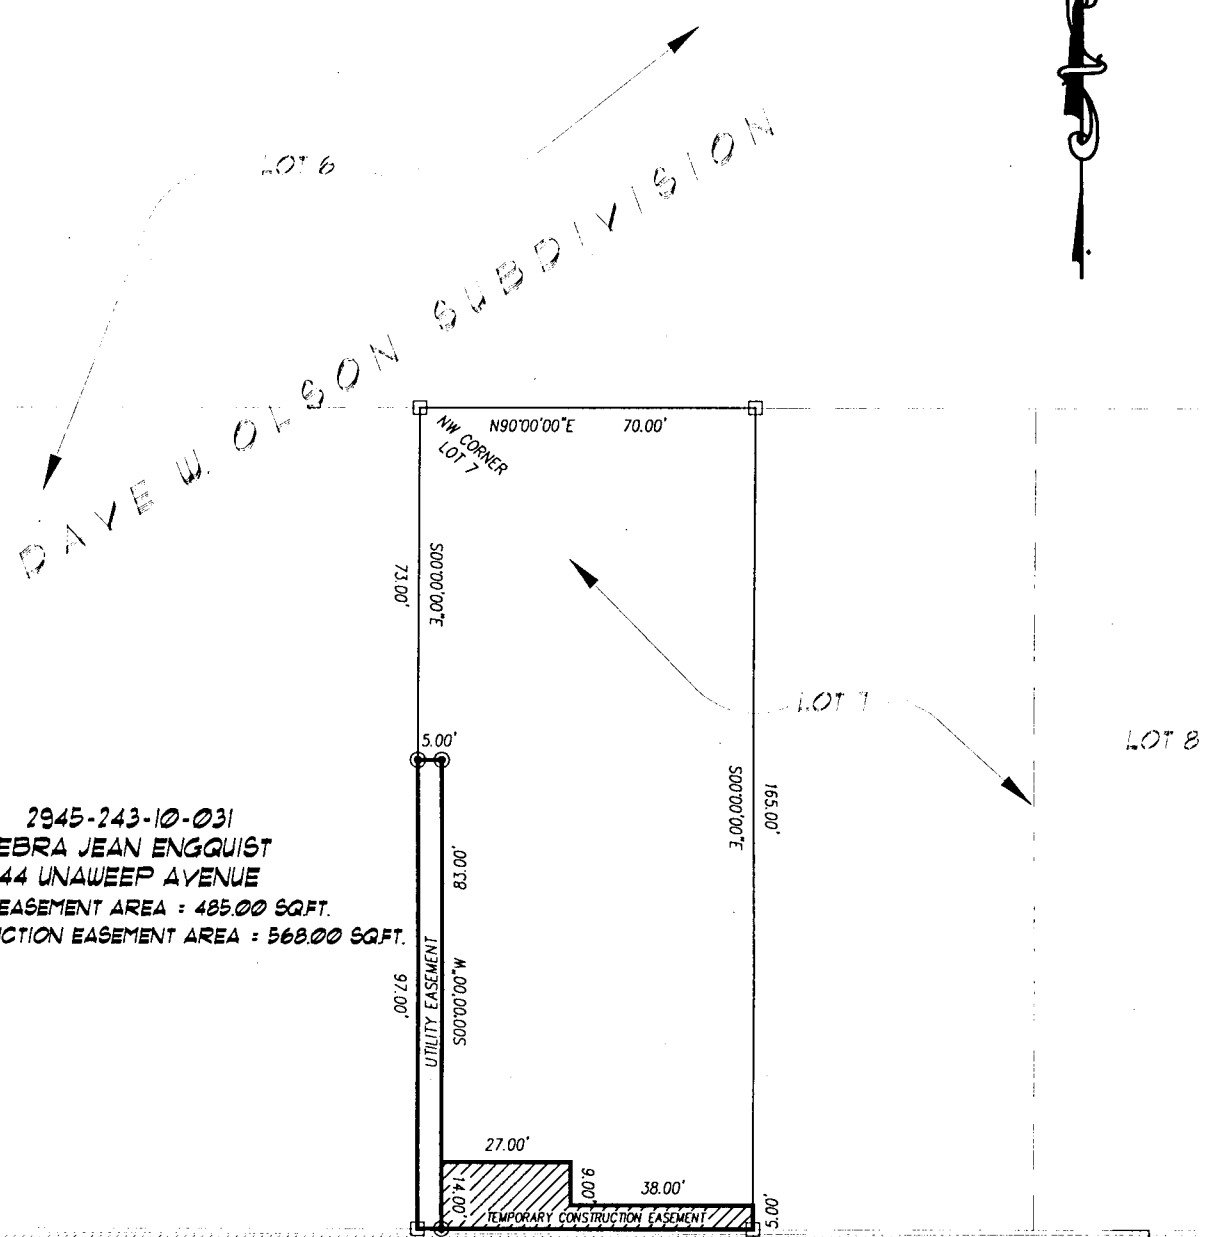 LOT 6
DAVE W. OLSON SUBDIVISION
N90°00'00"E 70.00'
NW CORNER
LOT 7
S00°00'00"E
73.00'
LOT 7
LOT 8
5.00'
S00°00'00"E
165.00'
2945-243-10-031
EBRA JEAN ENGQUIST
44 UNAWEEP AVENUE
EASEMENT AREA = 485.00 SQ.FT.
CTION EASEMENT AREA = 568.00 SQ.FT.
83.00'
S00°00'00"W
UTILITY EASEMENT
97.00'
27.00'
14.00'
9.00'
38.00'
5.00'
TEMPORARY CONSTRUCTION EASEMENT